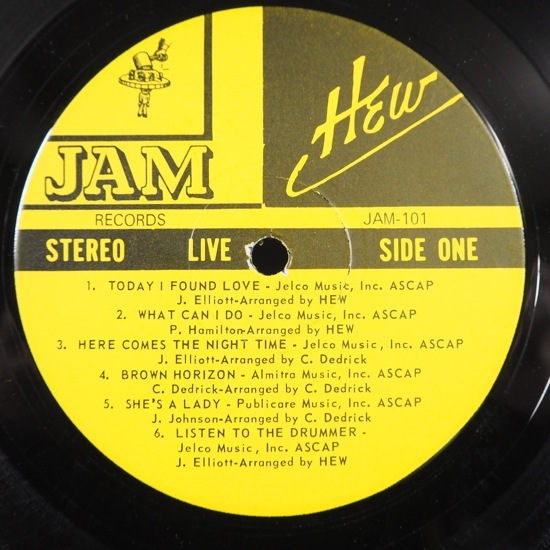 Hew
JAM
RECORDS JAM-101
STEREO LIVE SIDE ONE
1. TODAY I FOUND LOVE - Jelco Music, Inc. ASCAP
J. Elliott-Arranged by HEW
2. WHAT CAN I DO - Jelco Music, Inc. ASCAP
P. Hamilton-Arranged by HEW
3. HERE COMES THE NIGHT TIME - Jelco Music, Inc. ASCAP
J. Elliott-Arranged by C. Dedrick
4. BROWN HORIZON - Almitra Music, Inc. ASCAP
C. Dedrick-Arranged by C. Dedrick
5. SHE'S A LADY - Publicare Music, Inc. ASCAP
J. Johnson-Arranged by C. Dedrick
6. LISTEN TO THE DRUMMER -
Jelco Music, Inc. ASCAP
J. Elliott-Arranged by HEW